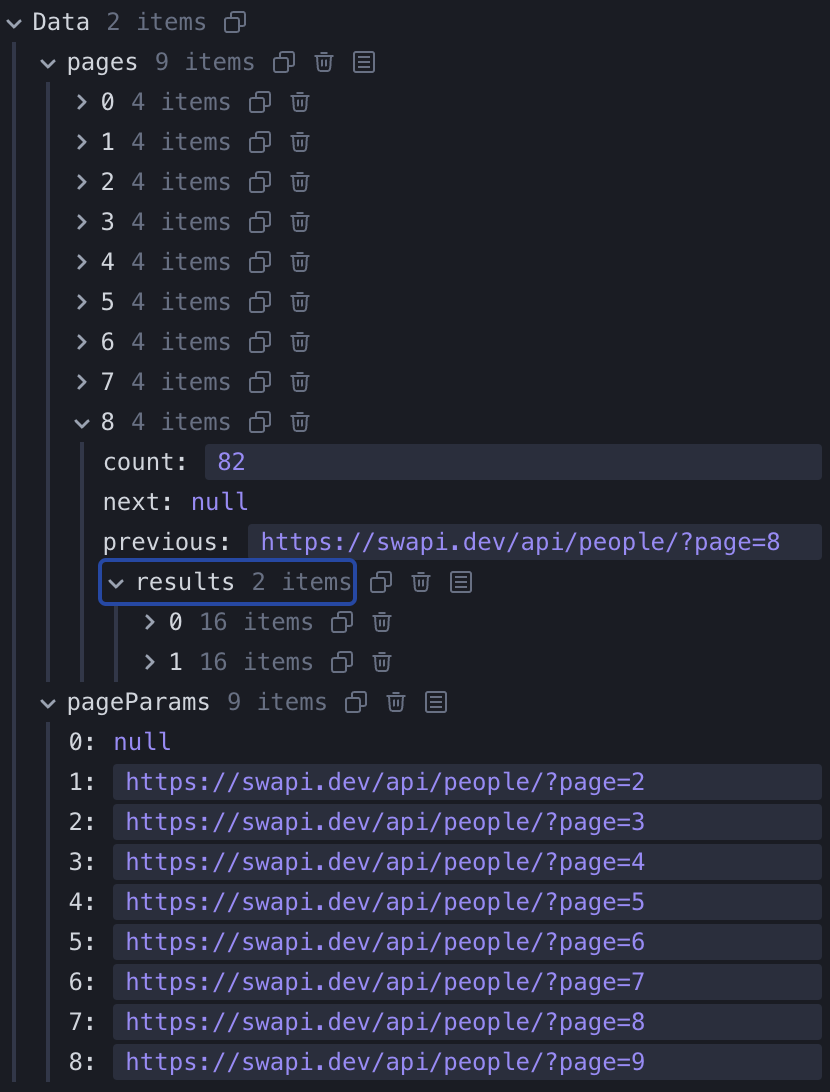 Data 2 items
pages 9 items
0 4 items
1 4 items
2 4 items
3 4 items
4 4 items
5 4 items
6 4 items
7 4 items
8 4 items
count: 82
next: null
previous: https://swapi.dev/api/people/?page=8
results 2 items
0 16 items
1 16 items
pageParams 9 items
0: null
1: https://swapi.dev/api/people/?page=2
2: https://swapi.dev/api/people/?page=3
3: https://swapi.dev/api/people/?page=4
4: https://swapi.dev/api/people/?page=5
5: https://swapi.dev/api/people/?page=6
6: https://swapi.dev/api/people/?page=7
7: https://swapi.dev/api/people/?page=8
8: https://swapi.dev/api/people/?page=9